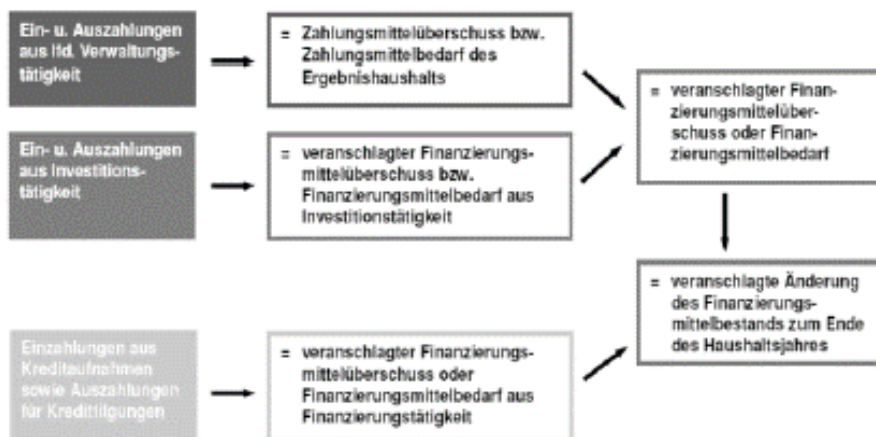 Ein- u. Auszahlungen
aus lfd. Verwaltungs-
tätigkeit
= Zahlungsmittelüberschuss bzw.
Zahlungsmittelbedarf des
Ergebnishaushalts
= veranschlagter Finan-
zierungsmittelüber-
schuss oder Finan-
zierungsmittelbedarf
Ein- u. Auszahlungen
aus Investitions-
tätigkeit
= veranschlagter Finanzierungs-
mittelüberschuss bzw.
Finanzierungsmittelbedarf aus
Investitionstätigkeit
= veranschlagte Änderung
des Finanzierungs-
mittelbestands zum Ende
des Haushaltsjahres
Einzahlungen aus
Kreditaufnahmen
sowie Auszahlungen
für Kredittilgungen
= veranschlagter Finanzierungs-
mittelüberschuss oder
Finanzierungsmittelbedarf aus
Finanzierungstätigkeit